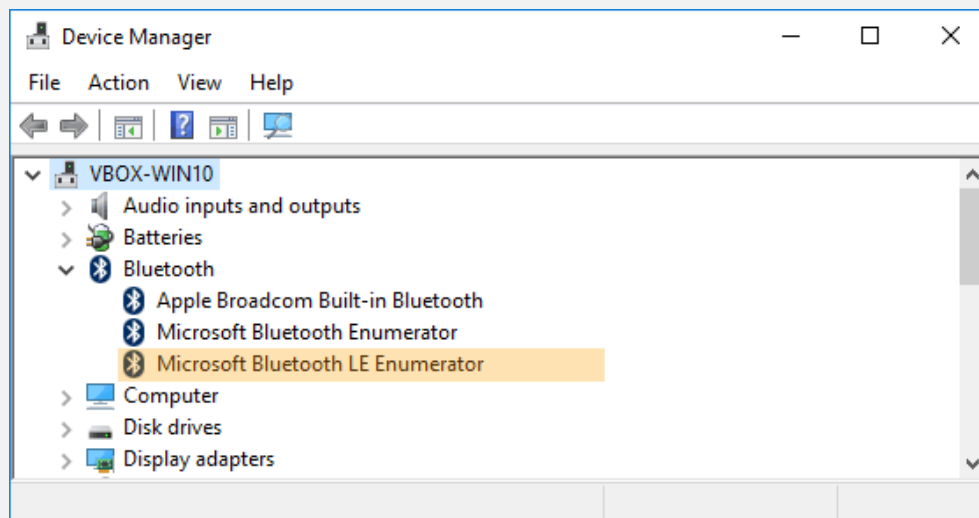 Device Manager
File Action View Help
VBOX-WIN10
Audio inputs and outputs
Batteries
Bluetooth
Apple Broadcom Built-in Bluetooth
Microsoft Bluetooth Enumerator
Microsoft Bluetooth LE Enumerator
Computer
Disk drives
Display adapters